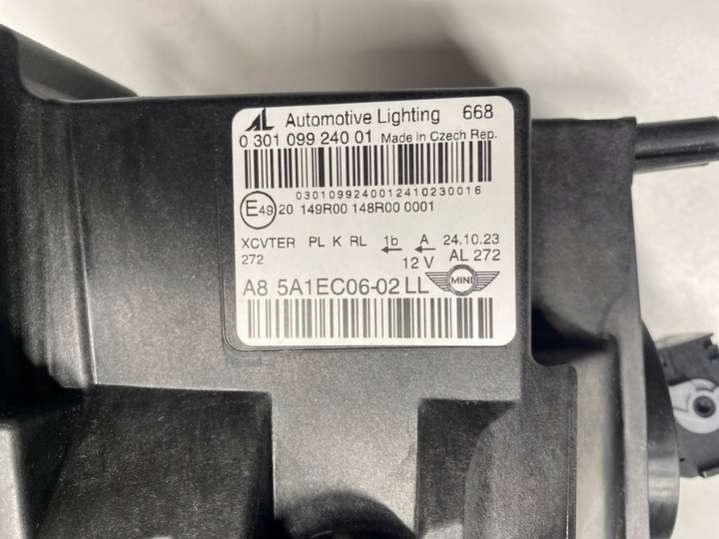 AL Automotive Lighting 668
0 301 099 240 01 Made in Czech Rep.
0301099240012410230016
E49 20 149R00 148R00 0001
XCVTER PL K RL 1b A 24.10.23
272 12 V AL 272
A8 5A1EC06-02 LL MINI